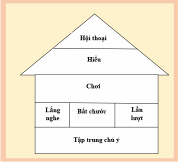 Hội thoại
Hiểu
Chơi
Lắng nghe
Bắt chước
Lần lượt
Tập trung chú ý